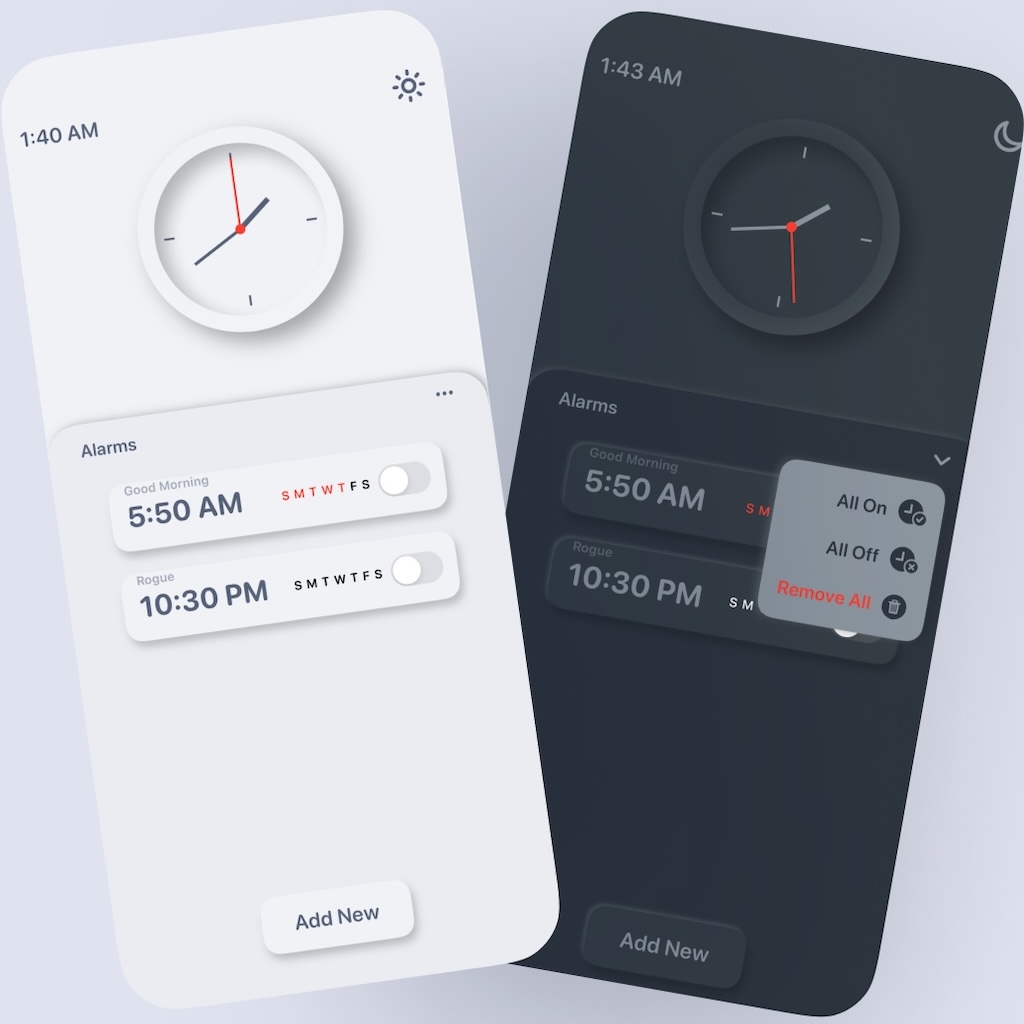 1:40 AM
Alarms
Good Morning
5:50 AM
S M T W T F S
Rogue
10:30 PM
S M T W T F S
Add New
1:43 AM
Alarms
Good Morning
5:50 AM
S M
Rogue
10:30 PM
S M
All On
All Off
Remove All
Add New